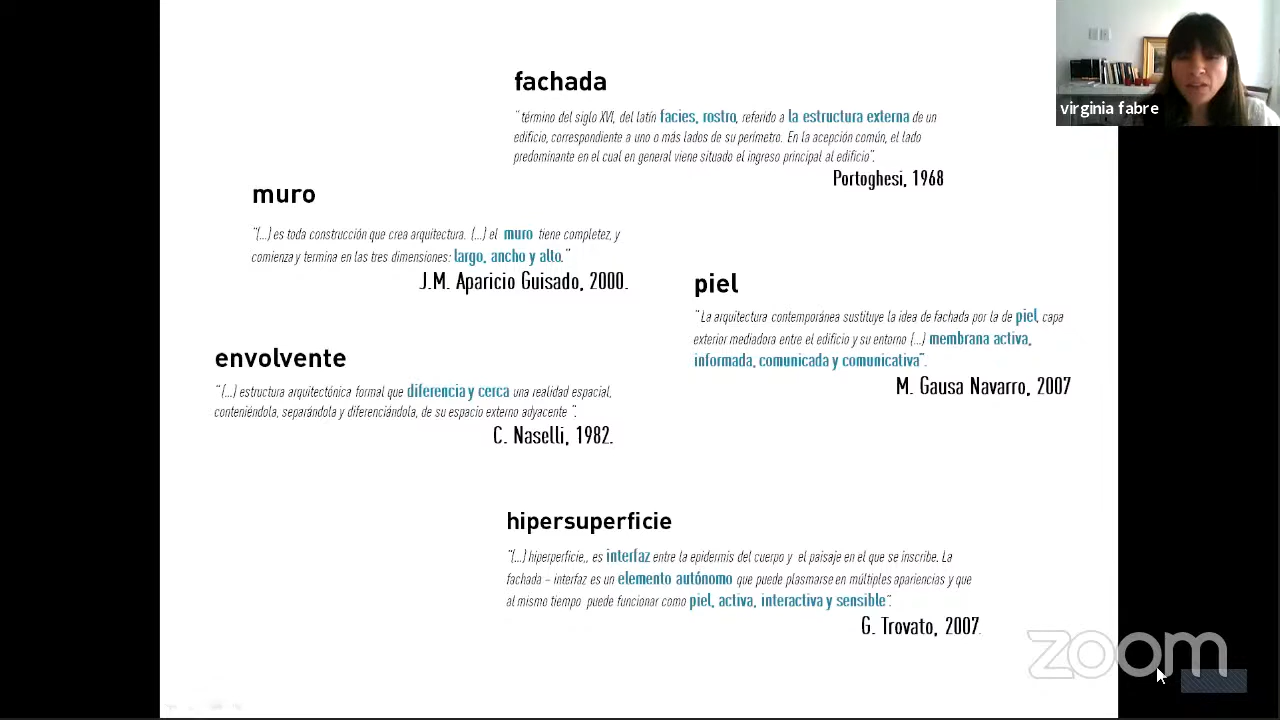 virginia fabre
fachada
“ término del siglo XVI, del latín facies, rostro, referido a la estructura externa de un
edificio, correspondiente a uno o más lados de su perímetro. En la acepción común, el lado
predominante en el cual en general viene situado el ingreso principal al edificio”.
Portoghesi, 1968
muro
“(...) es toda construcción que crea arquitectura. (...) el muro tiene completez, y
comienza y termina en las tres dimensiones: largo, ancho y alto.”
J.M. Aparicio Guisado, 2000.
piel
“ La arquitectura contemporánea sustituye la idea de fachada por la de piel, capa
exterior mediadora entre el edificio y su entorno (...) membrana activa,
informada, comunicada y comunicativa”.
M. Gausa Navarro, 2007
envolvente
“(...) estructura arquitectónica formal que diferencia y cerca una realidad espacial,
conteniéndola, separándola y diferenciándola, de su espacio externo adyacente ”.
C. Naselli, 1982.
hipersuperficie
“(...) hiperperficie,, es interfaz entre la epidermis del cuerpo y el paisaje en el que se inscribe. La
fachada – interfaz es un elemento autónomo que puede plasmarse en múltiples apariencias y que
al mismo tiempo puede funcionar como piel, activa, interactiva y sensible”.
G. Trovato, 2007.
zoom